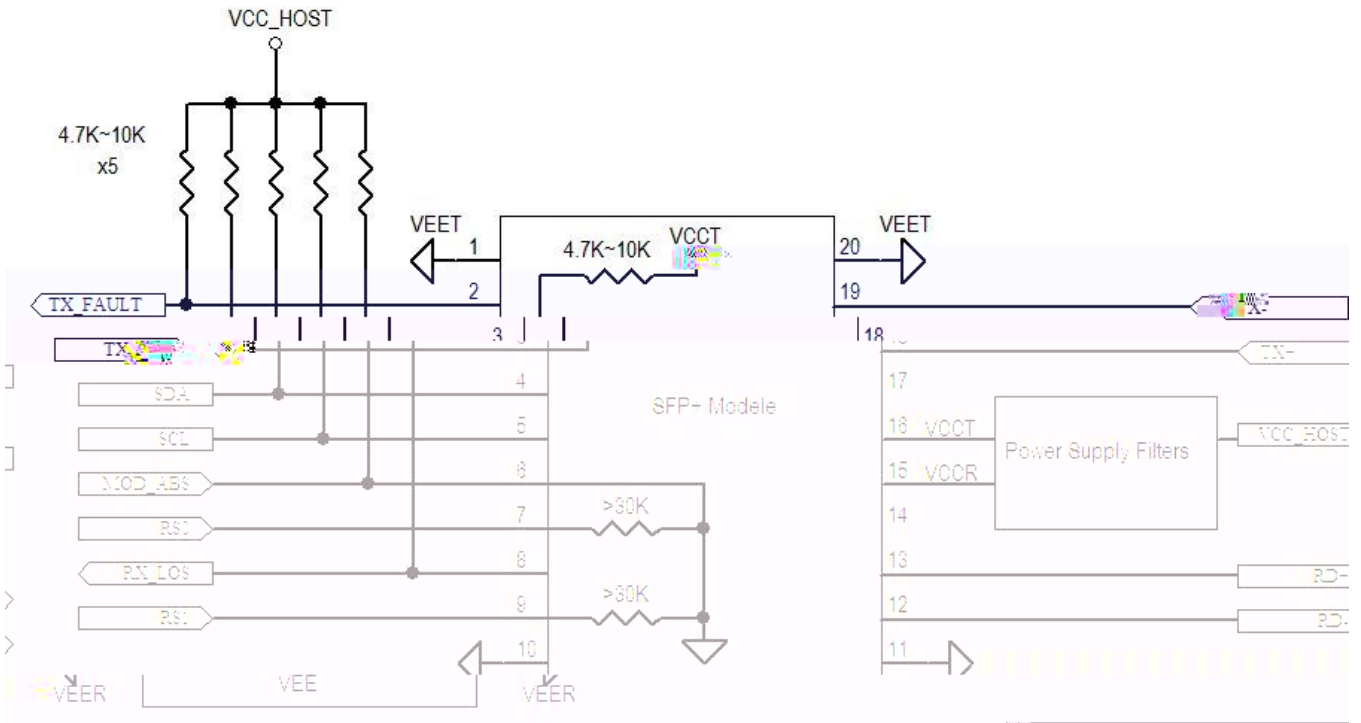 VCC_HOST
4.7K~10K
x5
VEET
1
4.7K~10K
VCCT
20
VEET
TX_FAULT
2
19
3
18
4
17
SDA
SFP+ Modele
SCL
5
16
VCCT
VCC_HOST
Power Supply Filters
MOD_ABS
6
15
VCCR
>30K
7
14
RX_LOS
8
13
>30K
9
12
RS1
10
11
VEER
VEE
VEER